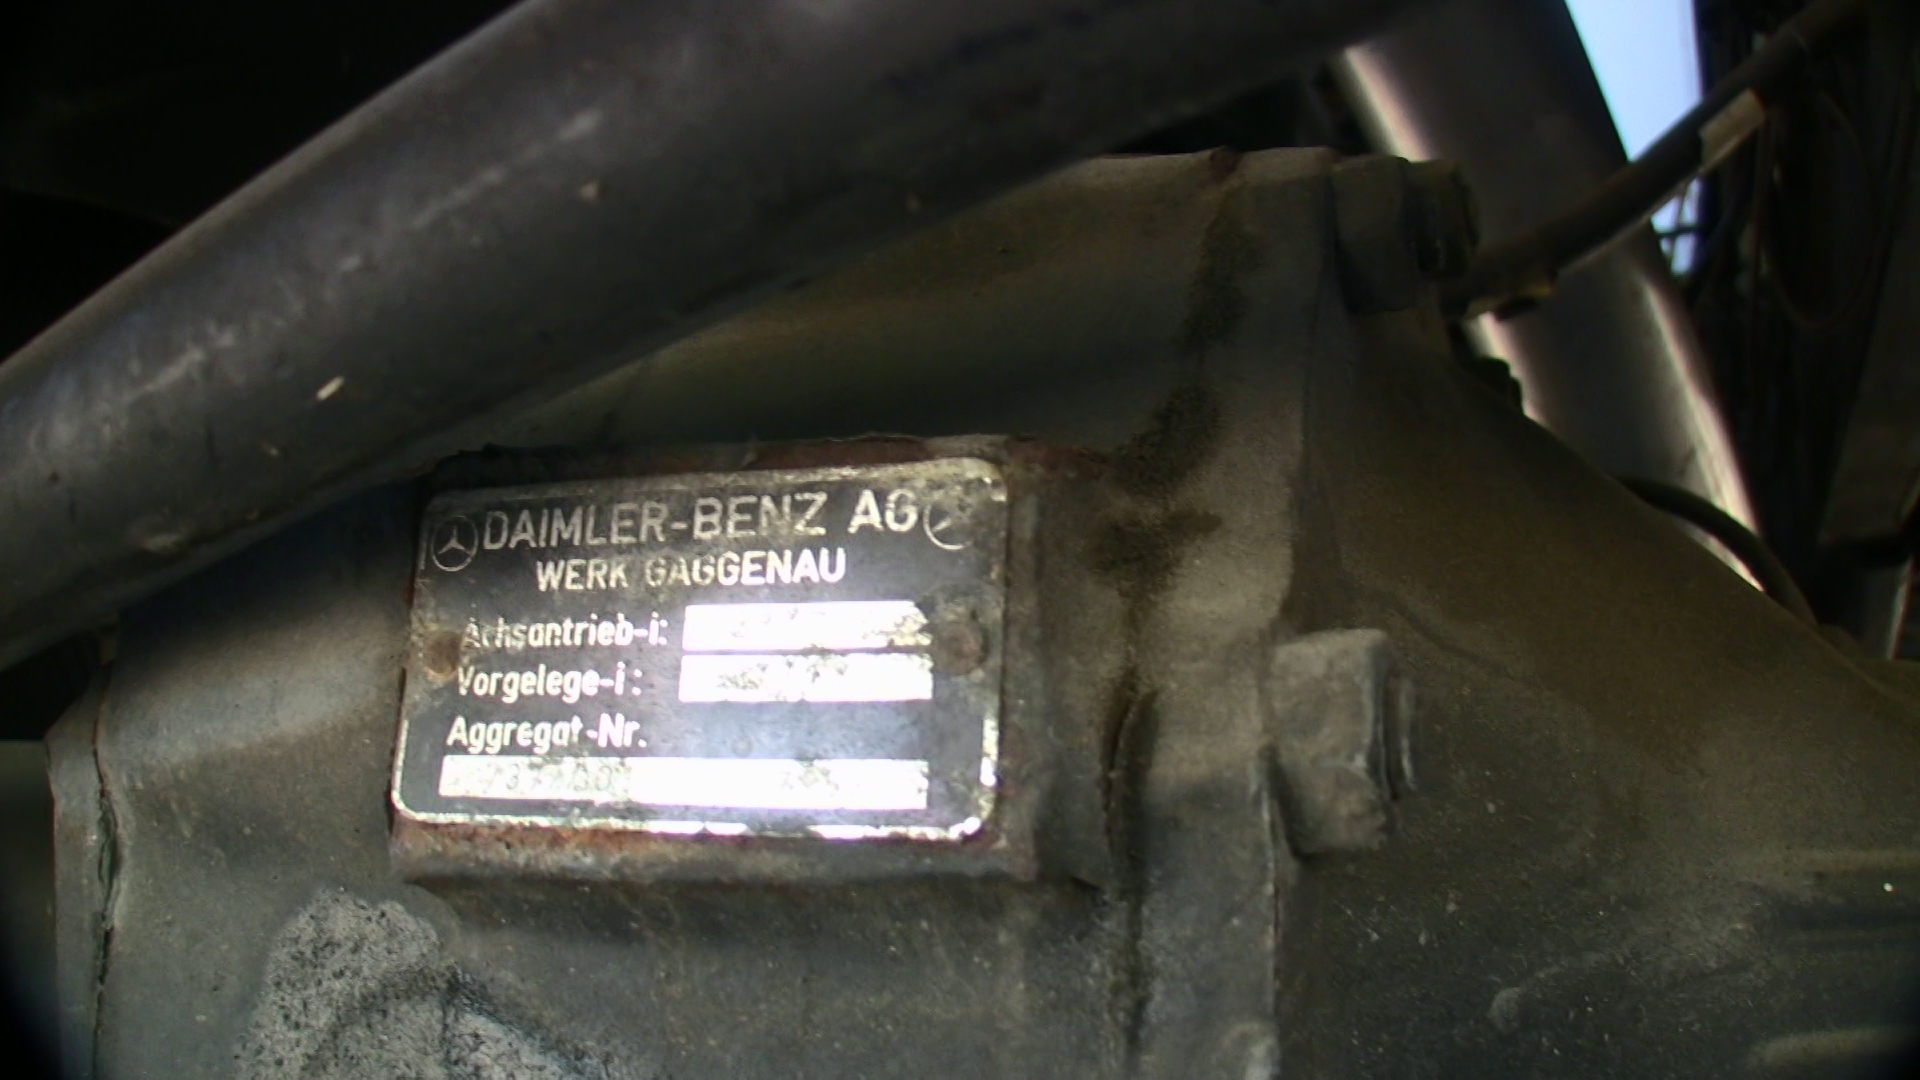 DAIMLER-BENZ AG
WERK GAGGENAU
Achsantrieb-i:
Vorgelege-i:
Aggregat-Nr.